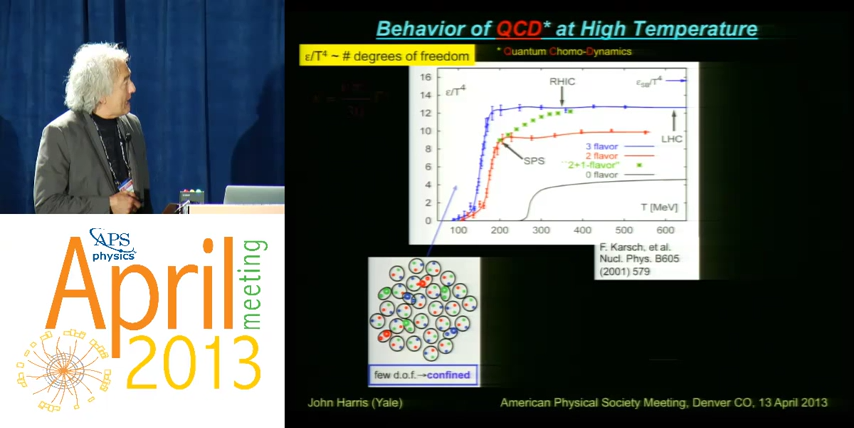 Behavior of QCD* at High Temperature
* Quantum Chomo-Dynamics
ε/T⁴ ~ # degrees of freedom
16
14
12
10
8
6
4
2
0
ε/T⁴
RHIC
εSB/T⁴
LHC
SPS
3 flavor
2 flavor
``2+1-flavor''
0 flavor
T [MeV]
100 200 300 400 500 600
F. Karsch, et al.
Nucl. Phys. B605
(2001) 579
few d.o.f.→confined
John Harris (Yale)
American Physical Society Meeting, Denver CO, 13 April 2013
APS
physics
April
meeting
2013